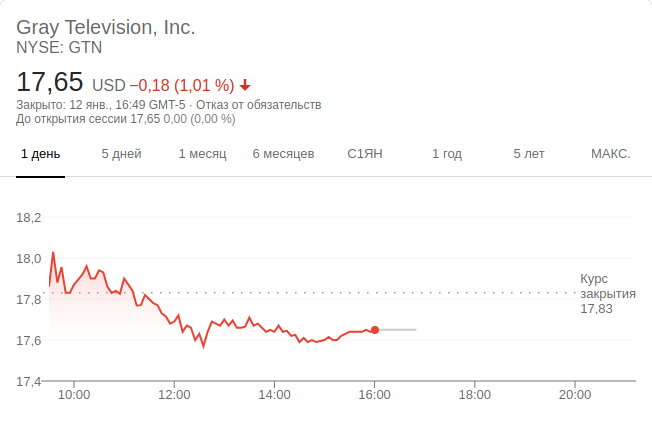 Gray Television, Inc.
NYSE: GTN
17,65 USD −0,18 (1,01 %)
Закрыто: 12 янв., 16:49 GMT-5 · Отказ от обязательств
До открытия сессии 17,65 0,00 (0,00 %)
1 день 5 дней 1 месяц 6 месяцев С1ЯН 1 год 5 лет МАКС.
18,2
18,0
Курс
закрытия
17,8
17,83
17,6
17,4
10:00 12:00 14:00 16:00 18:00 20:00